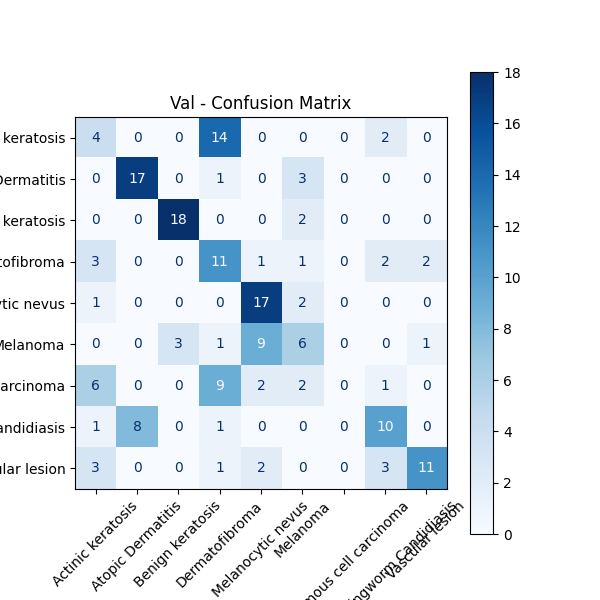 Val - Confusion Matrix
keratosis 4 0 0 14 0 0 0 2 0
Dermatitis 0 17 0 1 0 3 0 0 0
keratosis 0 0 18 0 0 2 0 0 0
tofibroma 3 0 0 11 1 1 0 2 2
ytic nevus 1 0 0 0 17 2 0 0 0
Melanoma 0 0 3 1 9 6 0 0 1
arcinoma 6 0 0 9 2 2 0 1 0
andidiasis 1 8 0 1 0 0 0 10 0
ular lesion 3 0 0 1 2 0 0 3 11
Actinic keratosis
Atopic Dermatitis
Benign keratosis
Dermatofibroma
Melanocytic nevus
Melanoma
mous cell carcinoma
ngworm Candidiasis
Vascular lesion
18
16
14
12
10
8
6
4
2
0